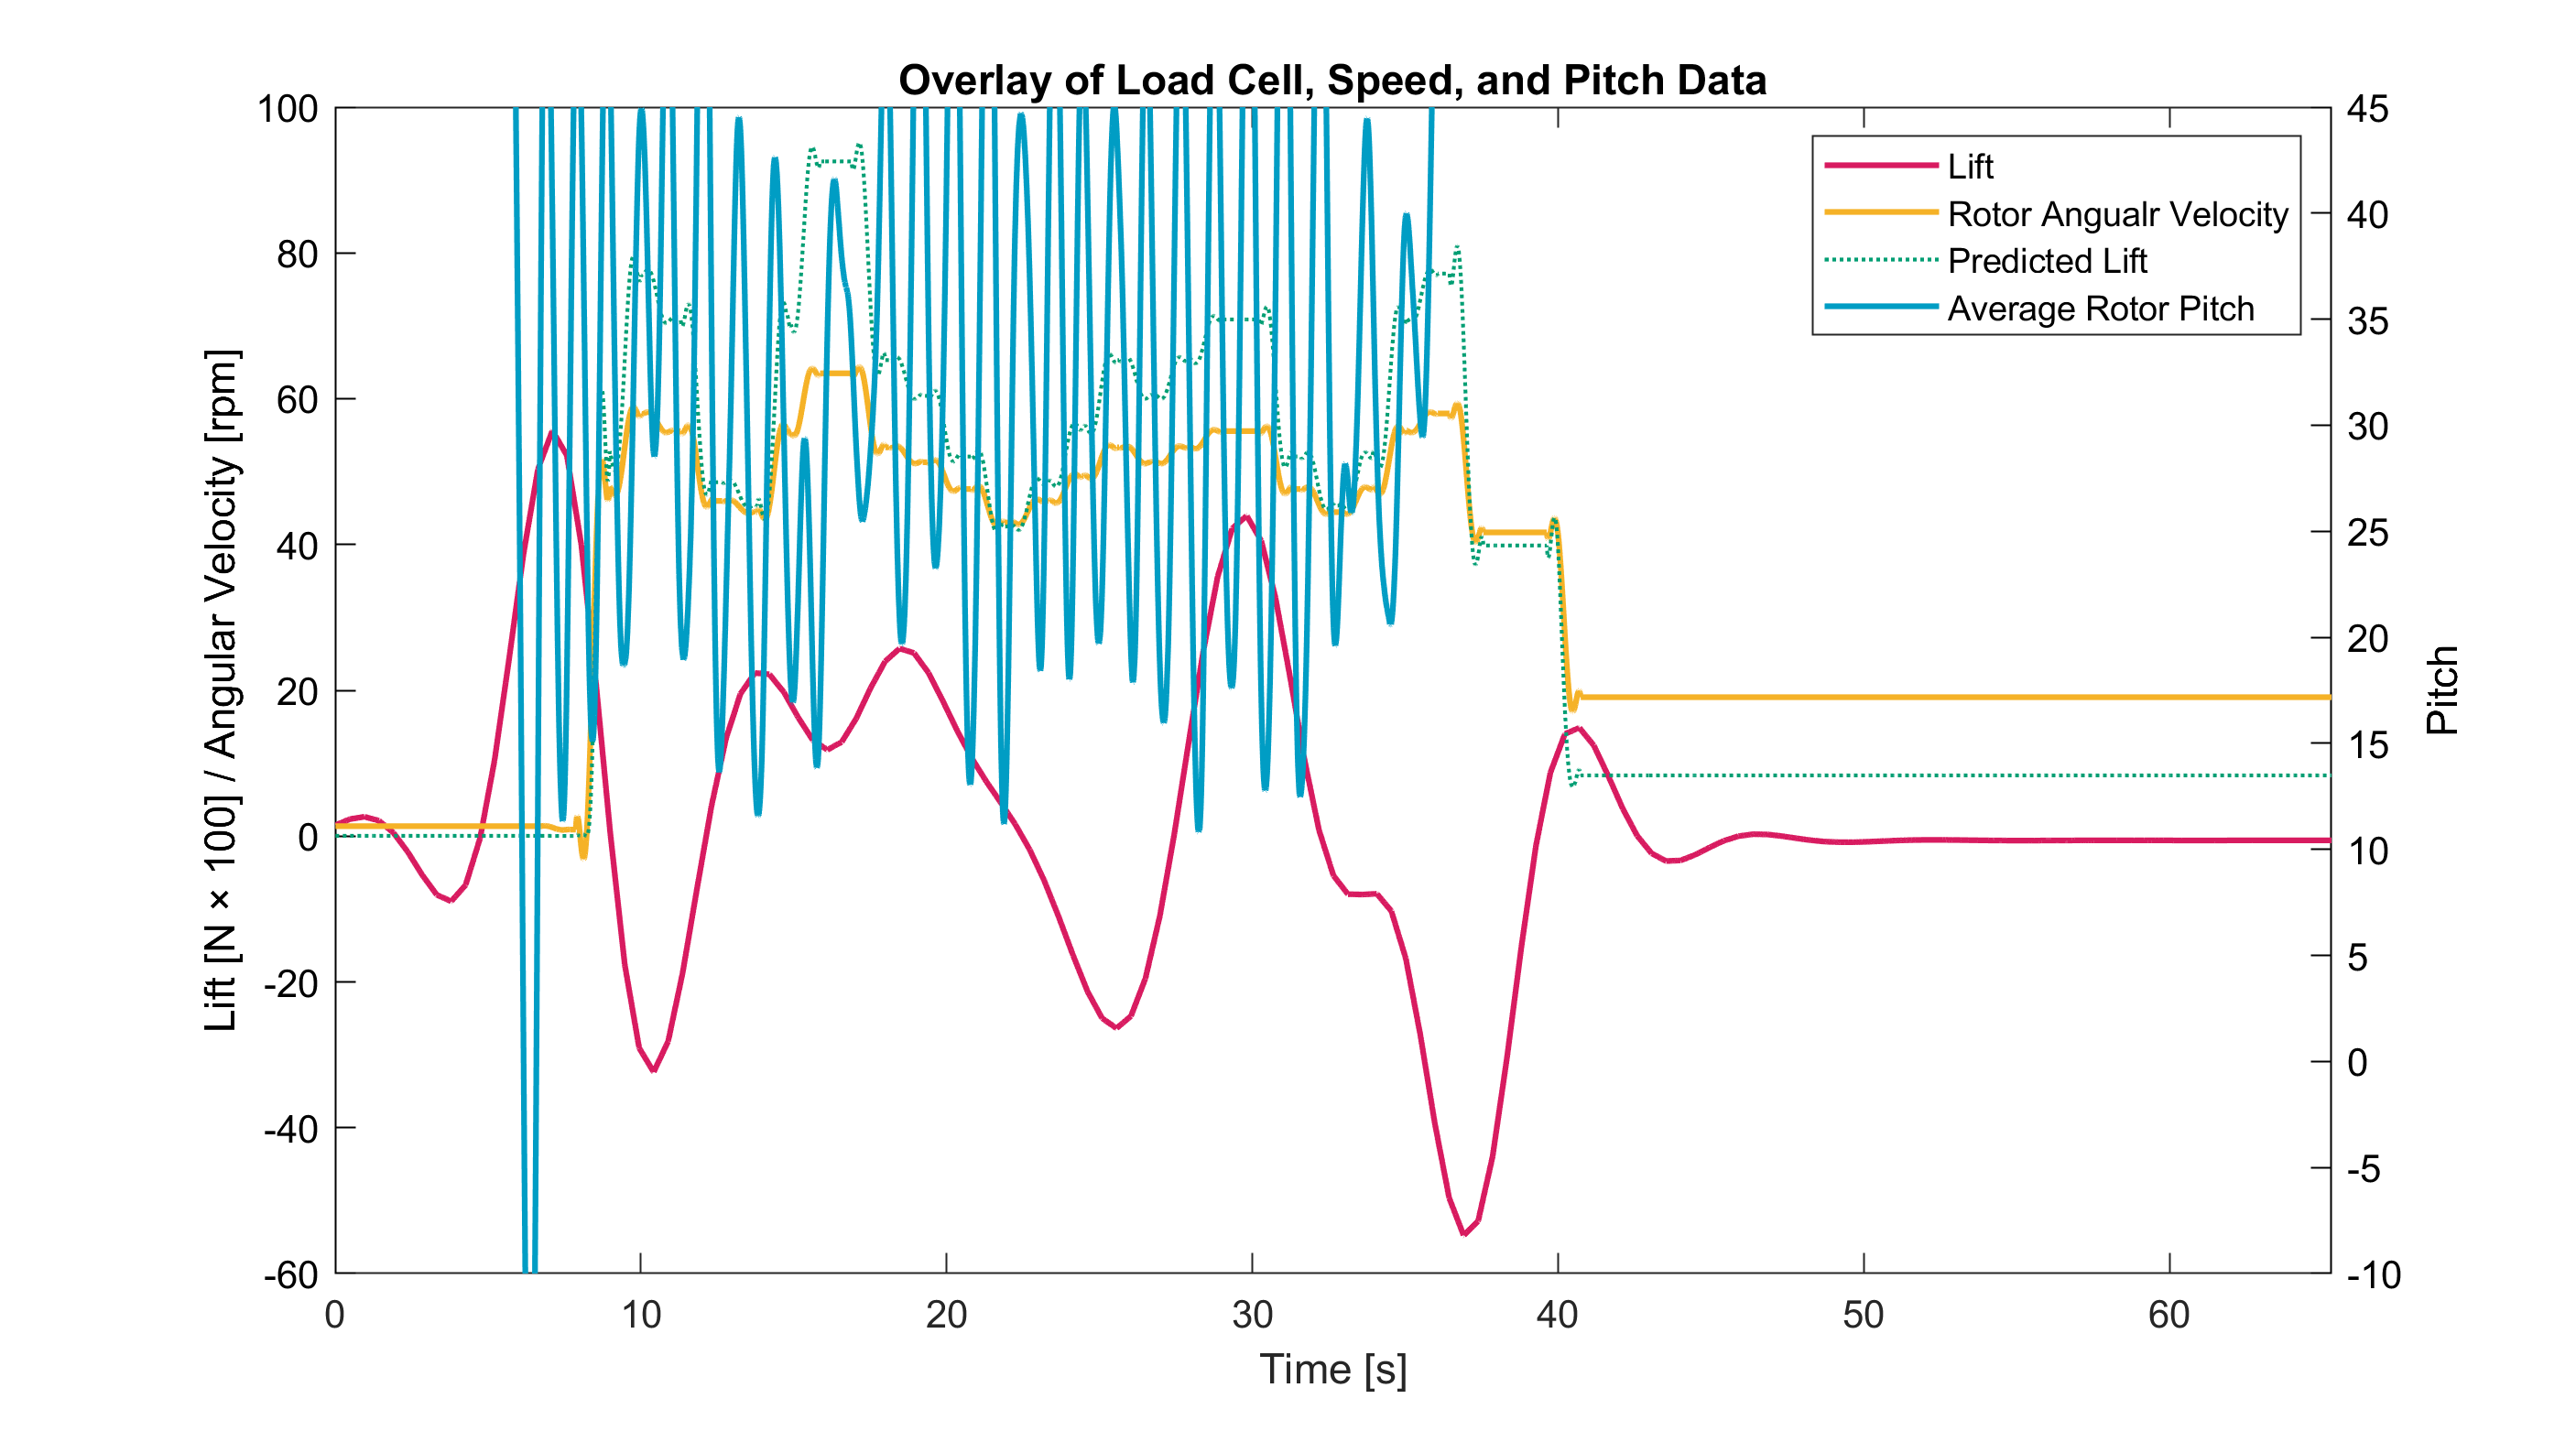 Overlay of Load Cell, Speed, and Pitch Data
Lift
Rotor Angualr Velocity
Predicted Lift
Average Rotor Pitch
Lift [N × 100] / Angular Velocity [rpm]
100
80
60
40
20
0
-20
-40
-60
45
40
35
30
25
20
15
10
5
0
-5
-10
Pitch
0 10 20 30 40 50 60
Time [s]